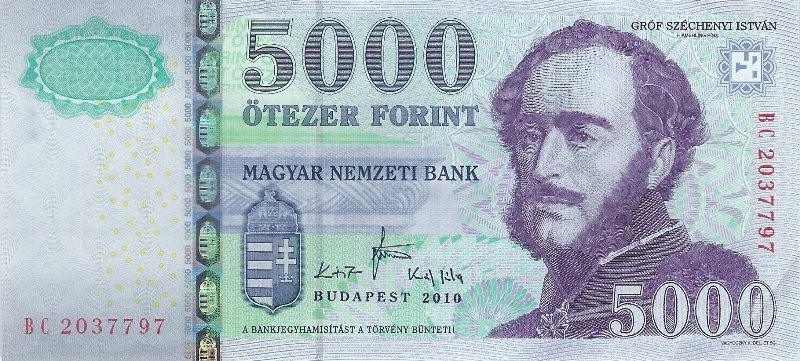 5000
ÖTEZER FORINT
MAGYAR NEMZETI BANK
BUDAPEST 2010
A BANKJEGYHAMISÍTÁST A TÖRVÉNY BÜNTETI!
BC 2037797
GRÓF SZÉCHENYI ISTVÁN
BC 2037797
5000